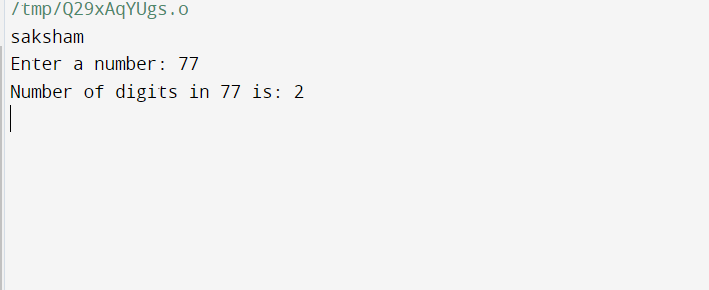 /tmp/Q29xAqYUgs.o
saksham
Enter a number: 77
Number of digits in 77 is: 2